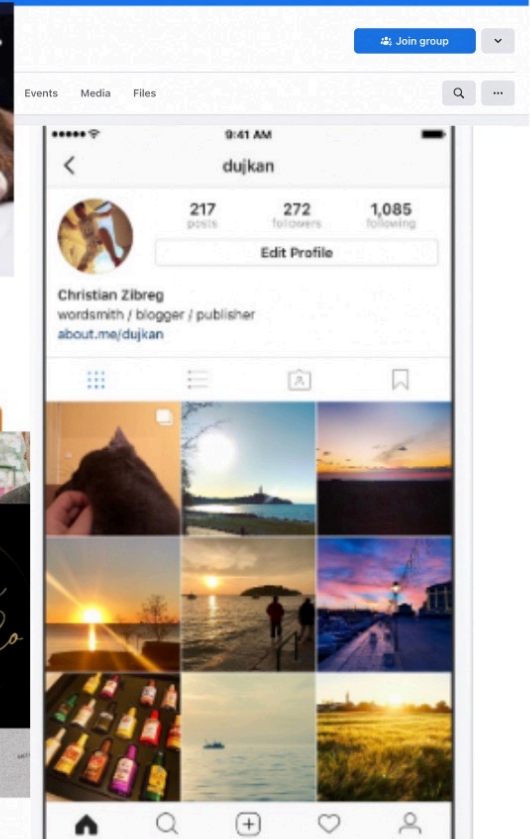 Join group
Events Media Files
9:41 AM
dujkan
217 272 1,085
posts followers following
Edit Profile
Christian Zibreg
wordsmith / blogger / publisher
about.me/dujkan